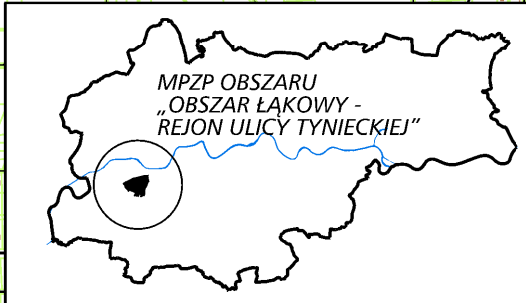 MPZP OBSZARU
„OBSZAR ŁĄKOWY -
REJON ULICY TYNIECKIEJ”